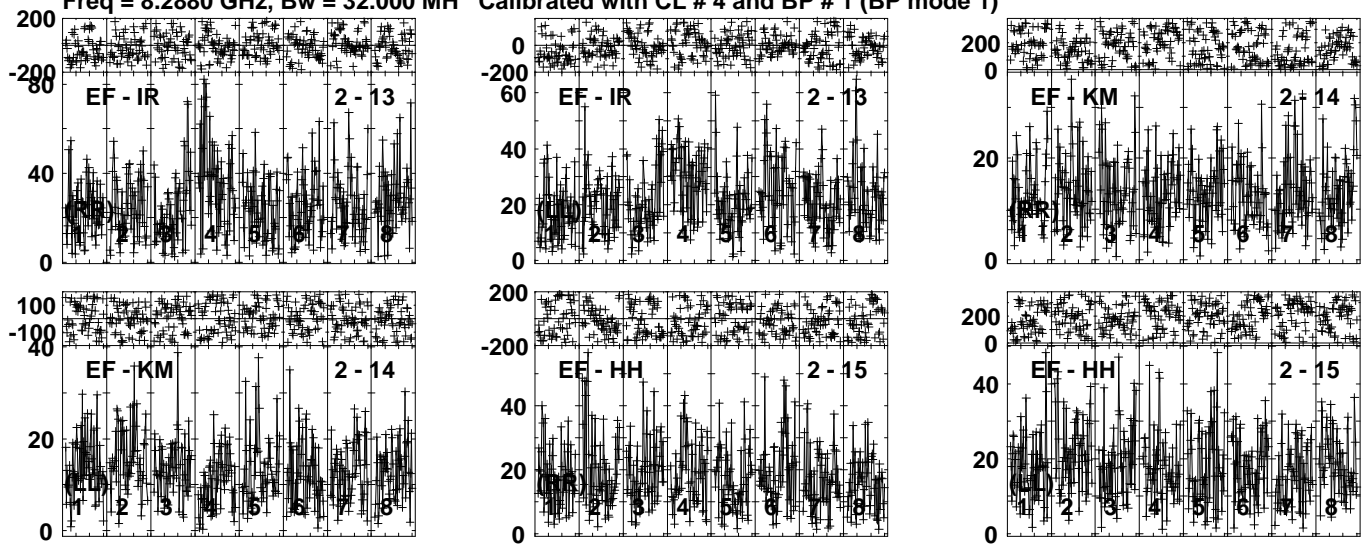 Freq = 8.2880 GHz, Bw = 32.000 MH Calibrated with CL # 4 and BP # 1 (BP mode 1)
200
-200
80
40
0
EF - IR 2 - 13
(RR)
1 2 3 4 5 6 7 8
200
0
-200
60
40
20
0
EF - IR 2 - 13
(LL)
1 2 3 4 5 6 7 8
200
0
20
0
EF - KM 2 - 14
(RR)
1 2 3 4 5 6 7 8
100
-100
40
20
0
EF - KM 2 - 14
(LL)
1 2 3 4 5 6 7 8
200
-200
40
20
0
EF - HH 2 - 15
(RR)
1 2 3 4 5 6 7 8
200
0
40
20
0
EF - HH 2 - 15
(LL)
1 2 3 4 5 6 7 8